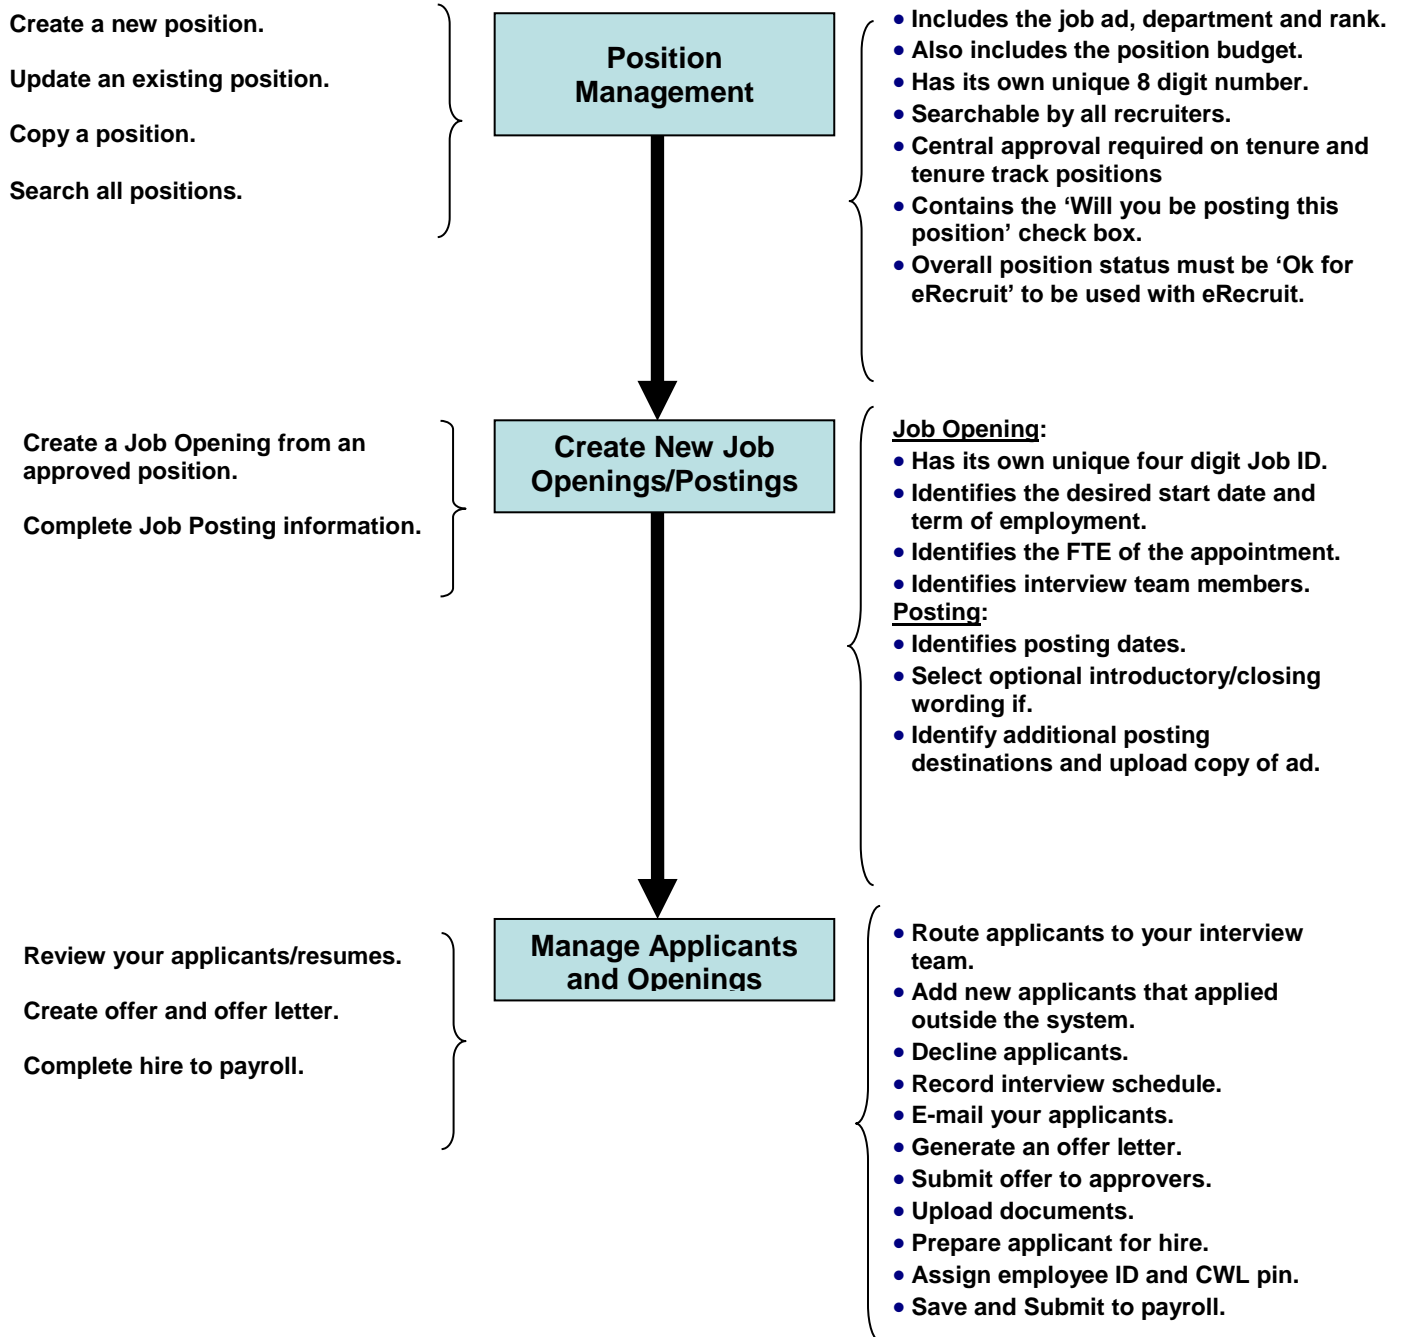 Create a new position.
Update an existing position.
Copy a position.
Search all positions.
Position
Management
• Includes the job ad, department and rank.
• Also includes the position budget.
• Has its own unique 8 digit number.
• Searchable by all recruiters.
• Central approval required on tenure and
tenure track positions
• Contains the ‘Will you be posting this
position’ check box.
• Overall position status must be ‘Ok for
eRecruit’ to be used with eRecruit.
Create a Job Opening from an
approved position.
Complete Job Posting information.
Create New Job
Openings/Postings
Job Opening:
• Has its own unique four digit Job ID.
• Identifies the desired start date and
term of employment.
• Identifies the FTE of the appointment.
• Identifies interview team members.
Posting:
• Identifies posting dates.
• Select optional introductory/closing
wording if.
• Identify additional posting
destinations and upload copy of ad.
Review your applicants/resumes.
Create offer and offer letter.
Complete hire to payroll.
Manage Applicants
and Openings
• Route applicants to your interview
team.
• Add new applicants that applied
outside the system.
• Decline applicants.
• Record interview schedule.
• E-mail your applicants.
• Generate an offer letter.
• Submit offer to approvers.
• Upload documents.
• Prepare applicant for hire.
• Assign employee ID and CWL pin.
• Save and Submit to payroll.